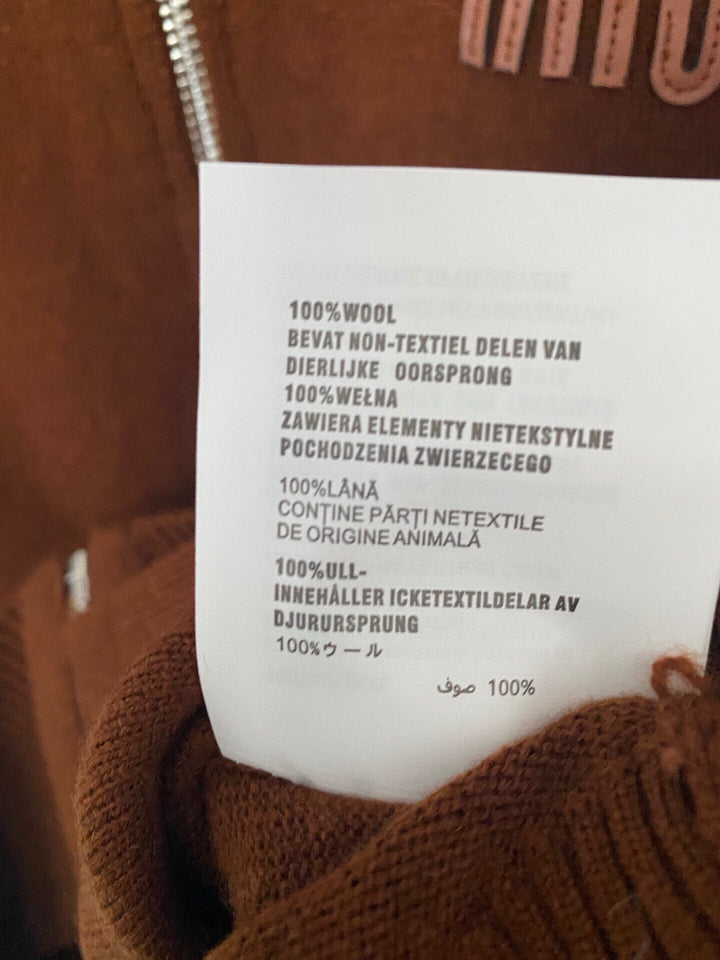 100%WOOL
BEVAT NON-TEXTIEL DELEN VAN
DIERLIJKE OORSPRONG
100%WEŁNA
ZAWIERA ELEMENTY NIETEKSTYLNE
POCHODZENIA ZWIERZECEGO
100%LÂNĂ
CONȚINE PĂRȚI NETEXTILE
DE ORIGINE ANIMALĂ
100%ULL-
INNEHÅLLER ICKETEXTILDELAR AV
DJURURSPRUNG
100%ウール
100% صوف